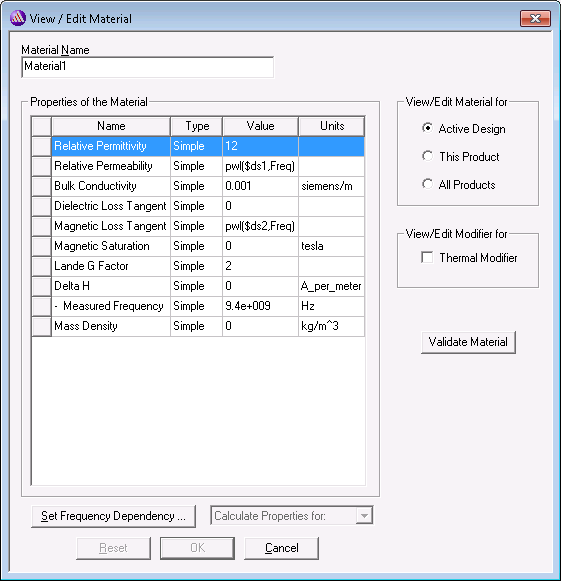 View / Edit Material
Material Name
Material1
Properties of the Material
Name Type Value Units
Relative Permittivity Simple 12
Relative Permeability Simple pwl($ds1,Freq)
Bulk Conductivity Simple 0.001 siemens/m
Dielectric Loss Tangent Simple 0
Magnetic Loss Tangent Simple pwl($ds2,Freq)
Magnetic Saturation Simple 0 tesla
Lande G Factor Simple 2
Delta H Simple 0 A_per_meter
- Measured Frequency Simple 9.4e+009 Hz
Mass Density Simple 0 kg/m^3
View/Edit Material for
Active Design
This Product
All Products
View/Edit Modifier for
Thermal Modifier
Validate Material
Set Frequency Dependency ... Calculate Properties for:
Reset OK Cancel